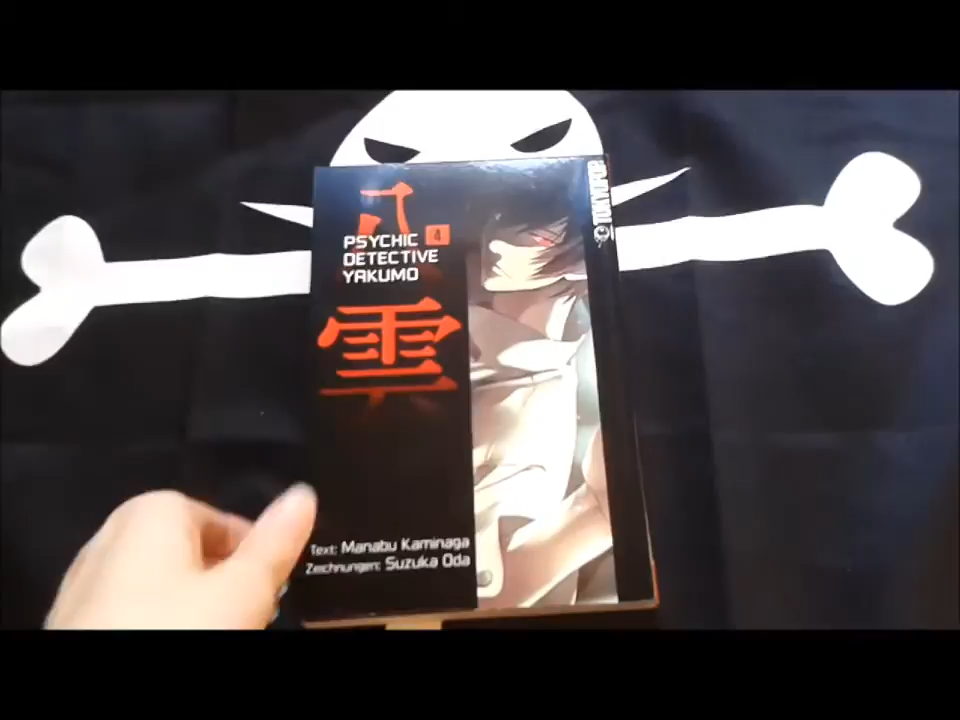 八
PSYCHIC 4
DETECTIVE
YAKUMO
雲
Text: Manabu Kaminaga
Zeichnungen: Suzuka Oda
TOKYOPOP